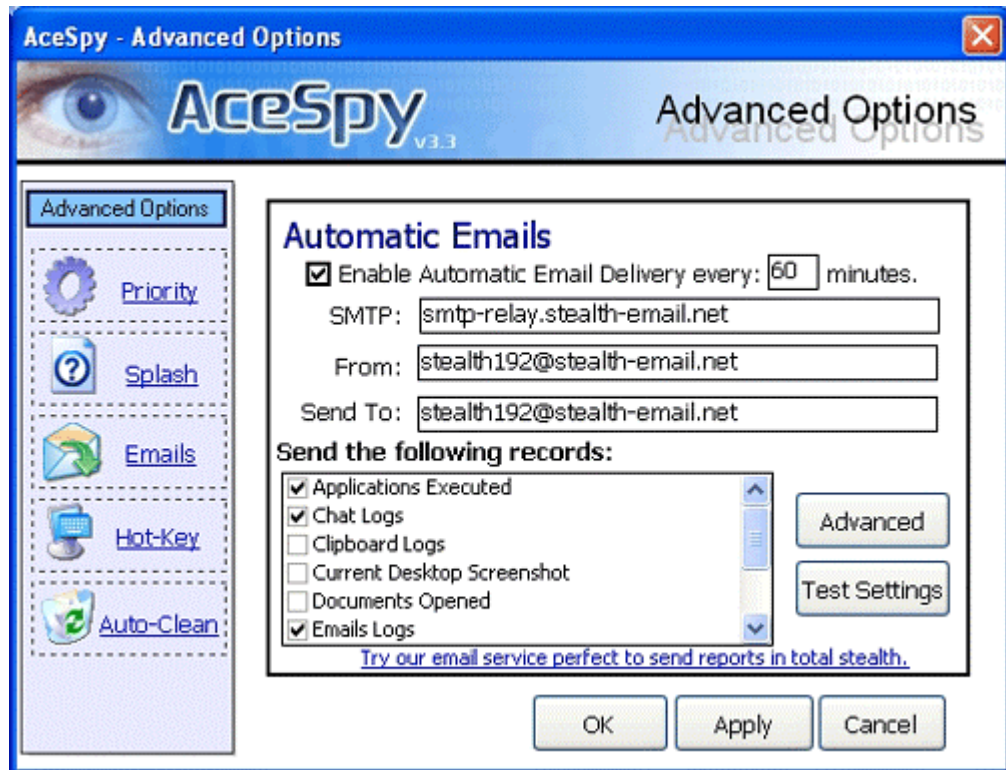 AceSpy - Advanced Options
AceSpy v3.3
Advanced Options
Advanced Options
Priority
Splash
Emails
Hot-Key
Auto-Clean
Automatic Emails
Enable Automatic Email Delivery every: 60 minutes.
SMTP: smtp-relay.stealth-email.net
From: stealth192@stealth-email.net
Send To: stealth192@stealth-email.net
Send the following records:
Applications Executed
Chat Logs
Clipboard Logs
Current Desktop Screenshot
Documents Opened
Emails Logs
Advanced
Test Settings
Try our email service perfect to send reports in total stealth.
OK Apply Cancel